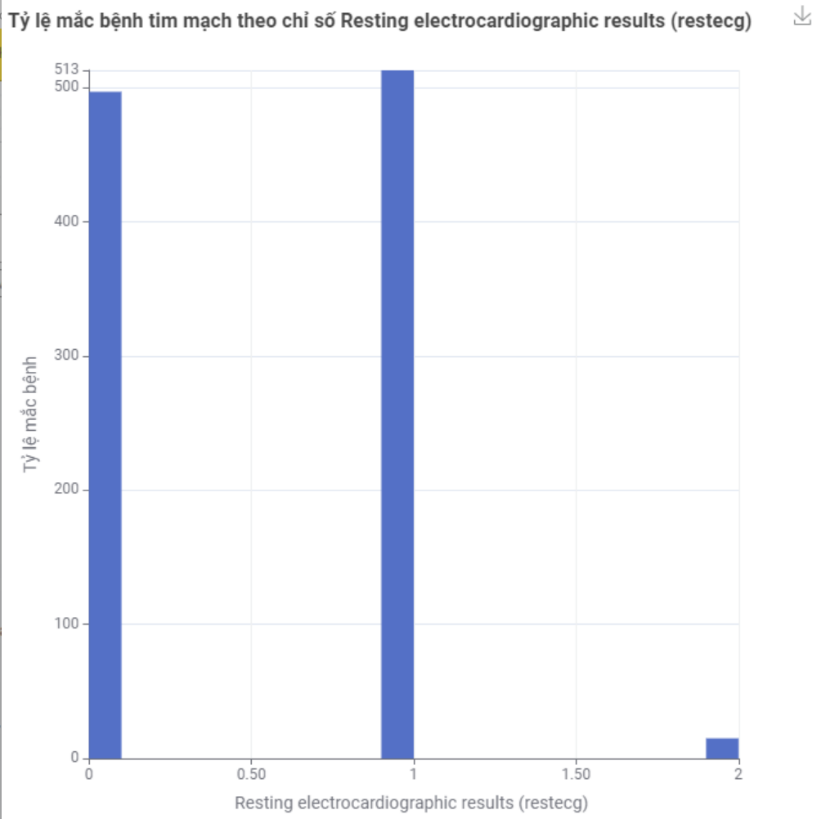 Tỷ lệ mắc bệnh tim mạch theo chỉ số Resting electrocardiographic results (restecg)
513
500
400
300
200
100
0
Tỷ lệ mắc bệnh
0 0.50 1 1.50 2
Resting electrocardiographic results (restecg)